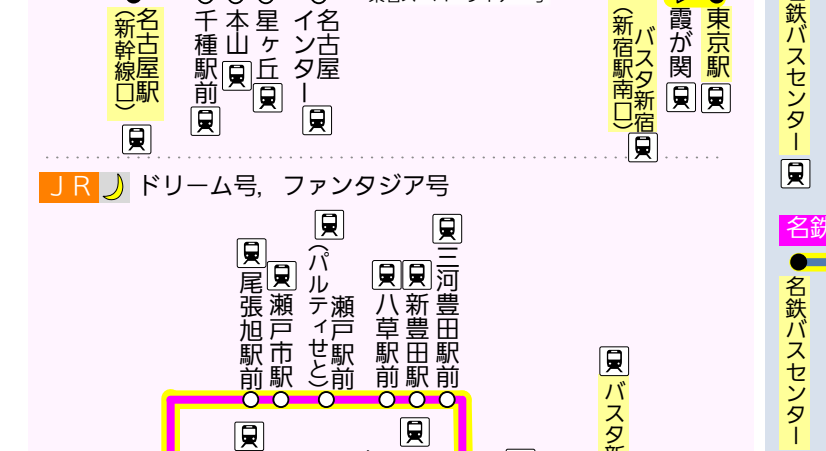 名古屋駅
（新幹線口）
千種駅前
本山
星ヶ丘
名古屋
インター
バスタ新宿
（新宿駅南口）
霞が関
東京駅
鉄バスセンター
ＪＲ ドリーム号，ファンタジア号
尾張旭駅前
瀬戸市駅
瀬戸駅前
（パルティせと）
八草駅前
新豊田駅前
三河豊田駅前
バスタ新
名鉄
名鉄バスセンター